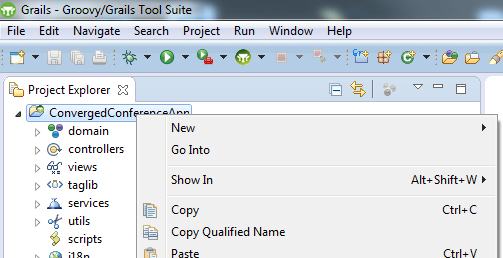 Grails - Groovy/Grails Tool Suite
File Edit Navigate Search Project Run Window Help
Project Explorer
ConvergedConferenceApp
domain
controllers
views
taglib
services
utils
scripts
i18n
New
Go Into
Show In Alt+Shift+W
Copy Ctrl+C
Copy Qualified Name
Paste Ctrl+V